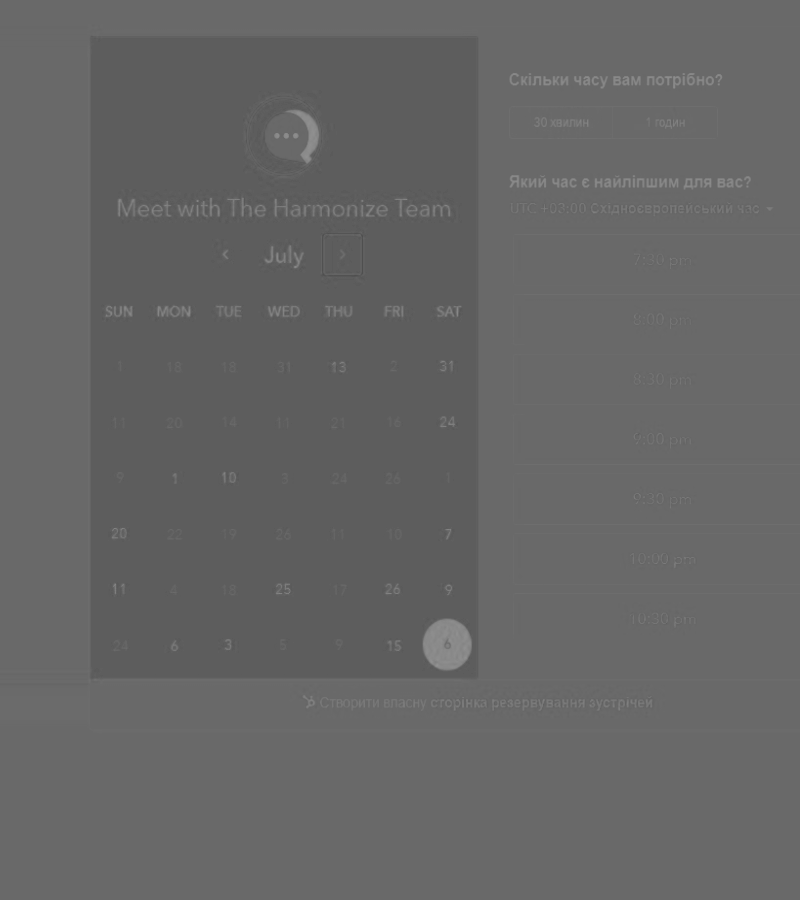 Meet with The Harmonize Team
July
SUN MON TUE WED THU FRI SAT
1 18 18 31 13 2 31
11 20 14 11 21 16 24
9 1 10 3 24 26 1
20 22 19 26 11 10 7
11 4 18 25 17 26 9
24 6 3 5 9 15 6
Скільки часу вам потрібно?
30 хвилин 1 годин
Який час є найліпшим для вас?
UTC +03:00 Східноєвропейський час
7:30 pm
8:00 pm
8:30 pm
9:00 pm
9:30 pm
10:00 pm
10:30 pm
Створити власну сторінка резервування зустрічей